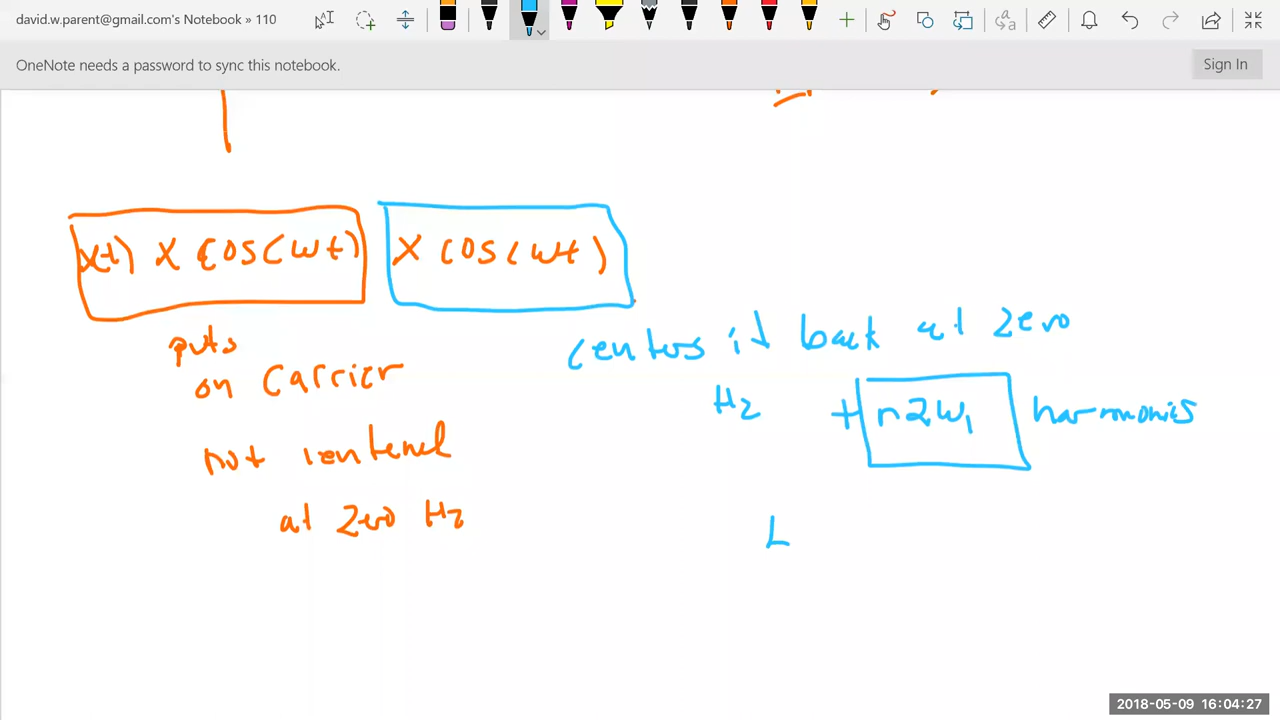 david.w.parent@gmail.com's Notebook » 110
OneNote needs a password to sync this notebook.
Sign In
x(t) X COS(wt) X COS(wt)
puts
on Carrier
not centered
at Zero Hz
centers it back at zero
Hz + n2w₁ harmonics
L
2018-05-09 16:04:27